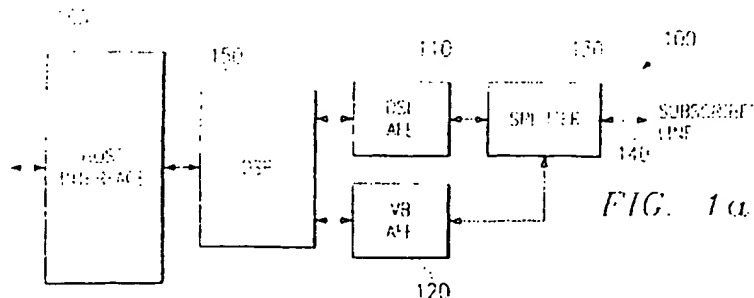 150
110
130
100
HOST
INTERFACE
DSP
DSL
AFE
SPLITTER
SUBSCRIBER
LINE
140
VB
AFE
120
FIG. 1a